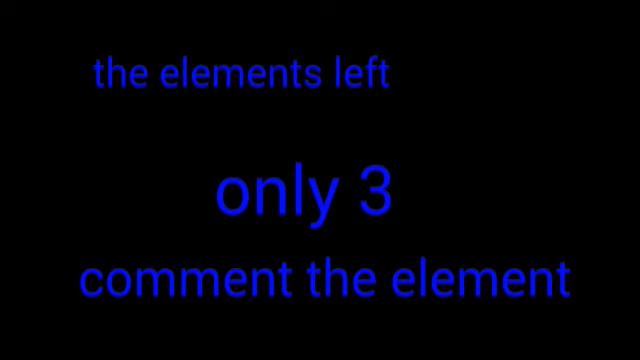 the elements left
only 3
comment the element